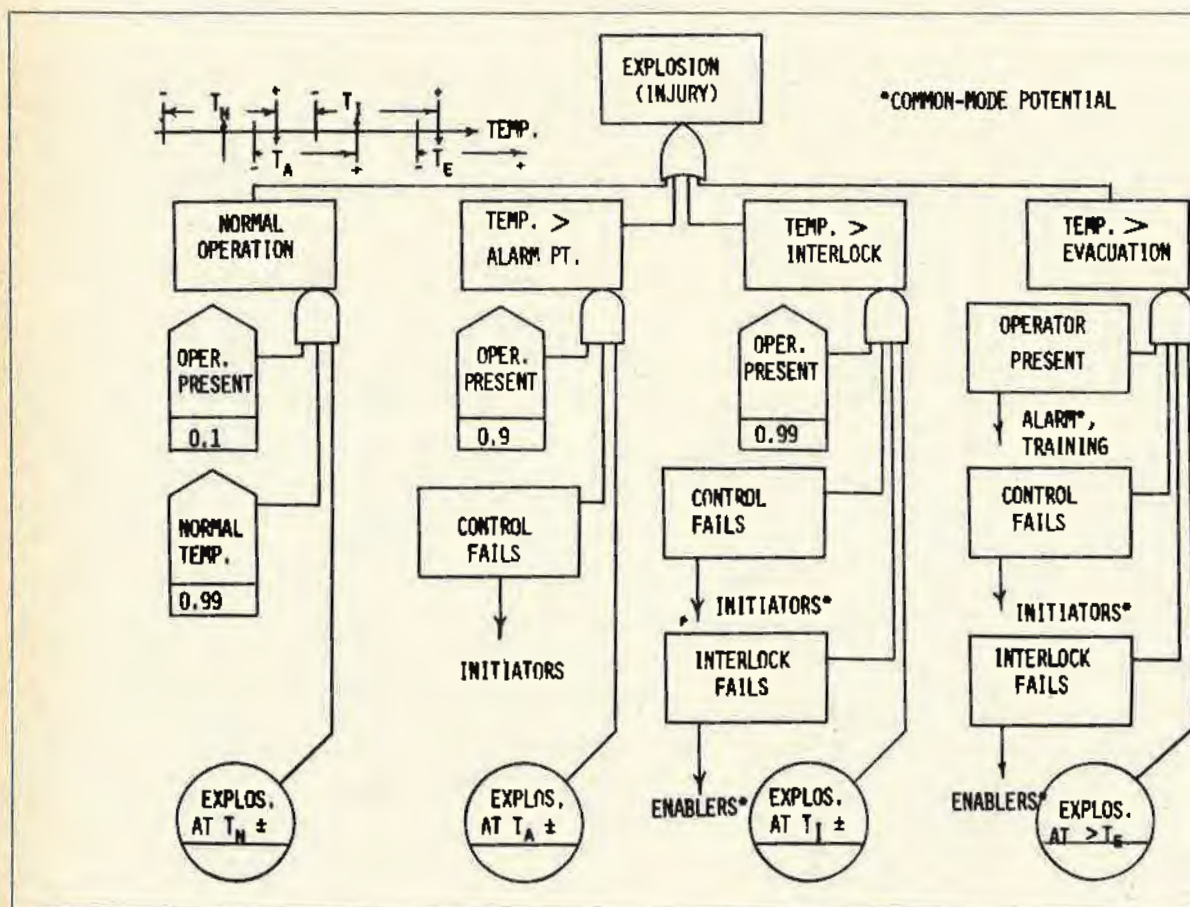 EXPLOSION
(INJURY)
*COMMON-MODE POTENTIAL
- T_N + - T_I +
TEMP.
- T_A + - T_E +
NORMAL
OPERATION
TEMP. >
ALARM PT.
TEMP. >
INTERLOCK
TEMP. >
EVACUATION
OPER.
PRESENT
0.1
NORMAL
TEMP.
0.99
OPER.
PRESENT
0.9
CONTROL
FAILS
INITIATORS
OPER.
PRESENT
0.99
CONTROL
FAILS
INITIATORS*
INTERLOCK
FAILS
ENABLERS*
OPERATOR
PRESENT
ALARM*,
TRAINING
CONTROL
FAILS
INITIATORS*
INTERLOCK
FAILS
ENABLERS*
EXPLOS.
AT T_N ±
EXPLOS.
AT T_A ±
EXPLOS.
AT T_I ±
EXPLOS.
AT >T_E